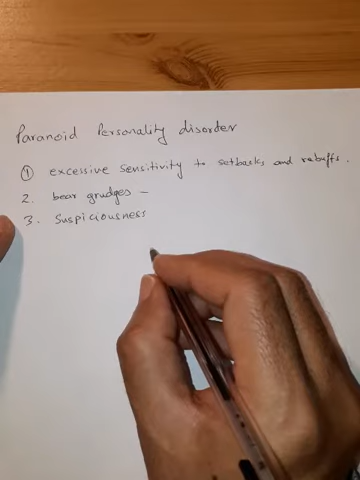 Paranoid Personality disorder
① excessive sensitivity to setbacks and rebuffs.
2. bear grudges –
3. Suspiciousness